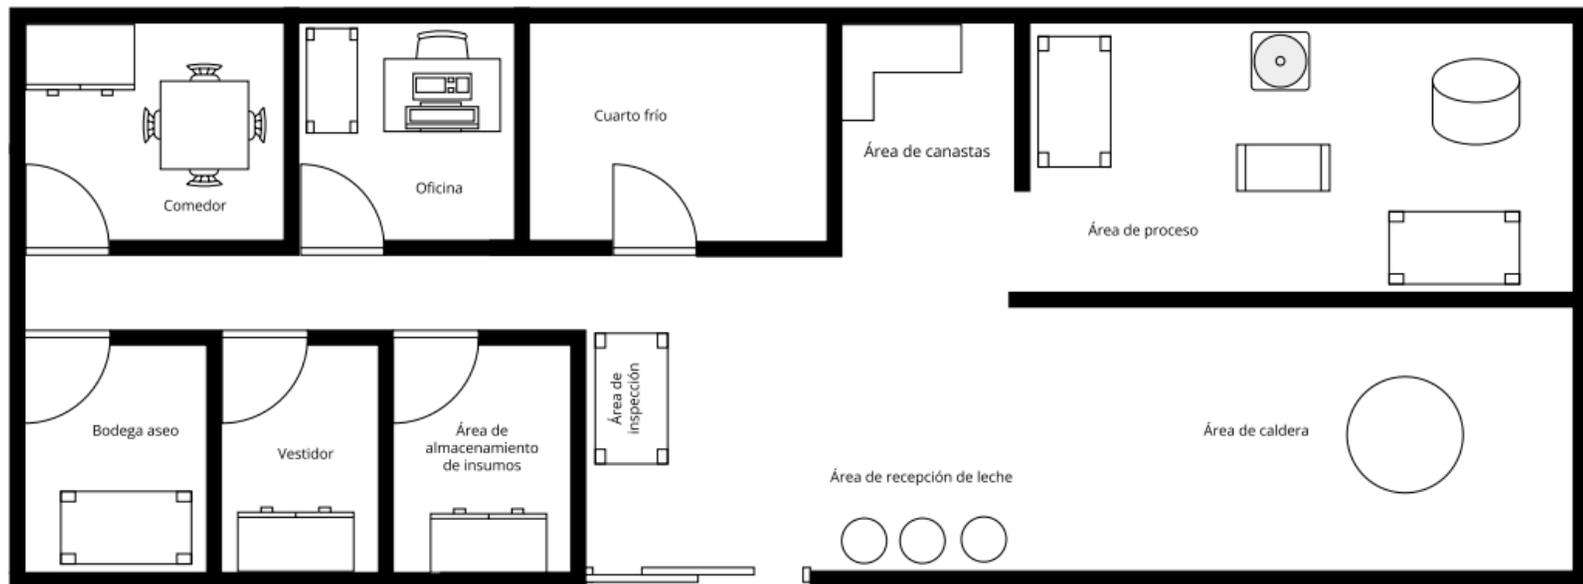 Cuarto frío
Área de canastas
Oficina
Comedor
Área de proceso
Área de
inspección
Bodega aseo
Vestidor
Área de
almacenamiento
de insumos
Área de caldera
Área de recepción de leche